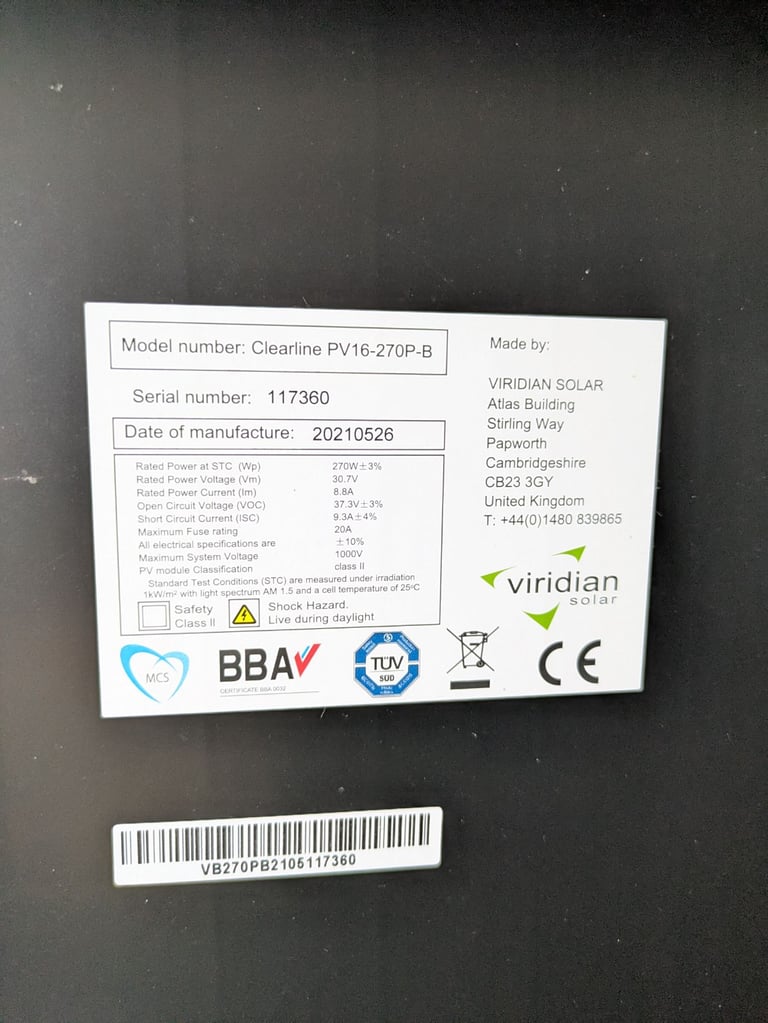 Model number: Clearline PV16-270P-B
Serial number: 117360
Date of manufacture: 20210526
Rated Power at STC (Wp) 270W±3%
Rated Power Voltage (Vm) 30.7V
Rated Power Current (Im) 8.8A
Open Circuit Voltage (VOC) 37.3V±3%
Short Circuit Current (ISC) 9.3A±4%
Maximum Fuse rating 20A
All electrical specifications are ±10%
Maximum System Voltage 1000V
PV module Classification class II
Standard Test Conditions (STC) are measured under irradiation
1kW/m² with light spectrum AM 1.5 and a cell temperature of 25°C
Safety
Class II
Shock Hazard.
Live during daylight
Made by:
VIRIDIAN SOLAR
Atlas Building
Stirling Way
Papworth
Cambridgeshire
CB23 3GY
United Kingdom
T: +44(0)1480 839865
viridian
solar
MCS
BBA
CERTIFICATE BBA 0032
TÜV
SÜD
CE
VB270PB2105117360